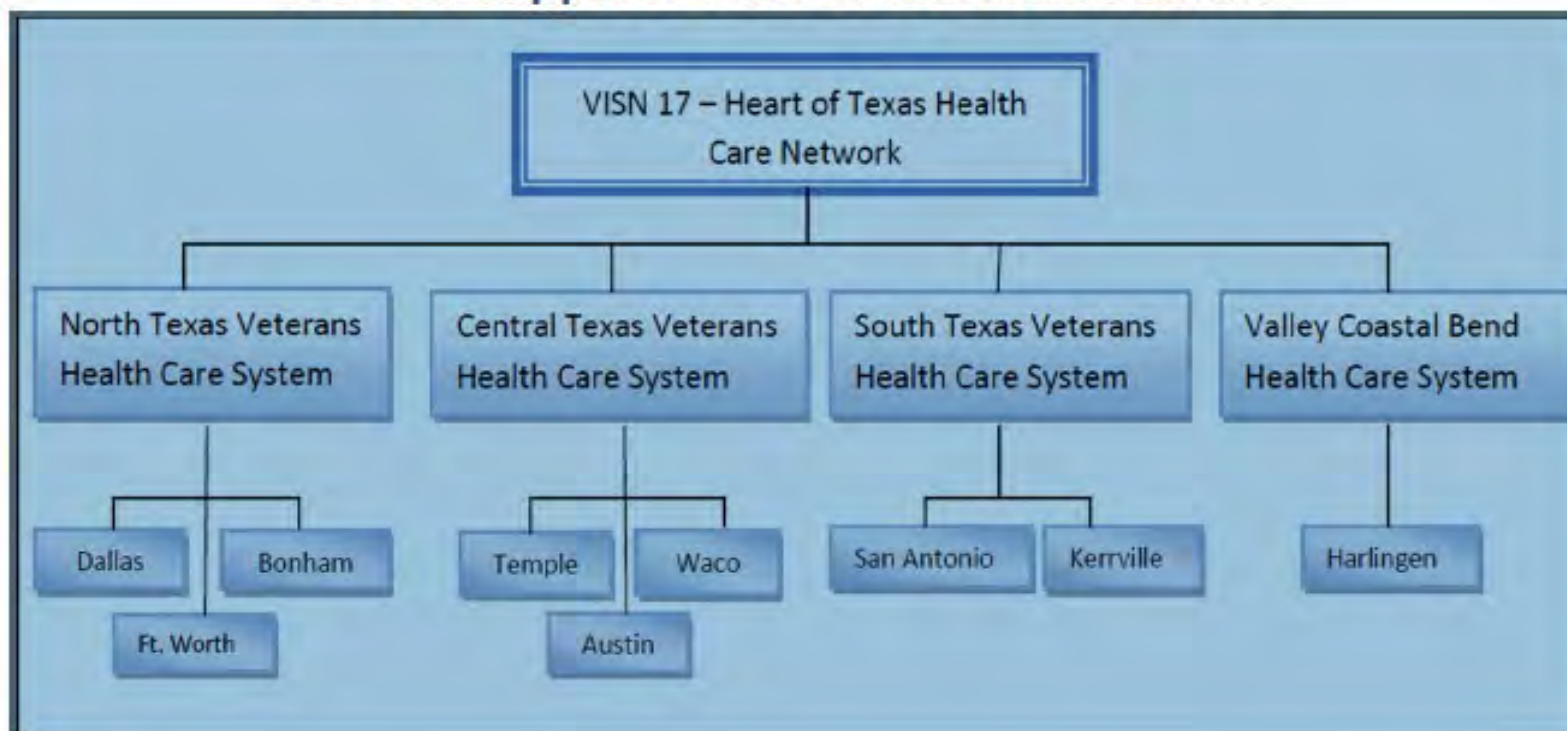 VISN 17 – Heart of Texas Health
Care Network
North Texas Veterans
Health Care System
Central Texas Veterans
Health Care System
South Texas Veterans
Health Care System
Valley Coastal Bend
Health Care System
Dallas
Bonham
Ft. Worth
Temple
Waco
Austin
San Antonio
Kerrville
Harlingen